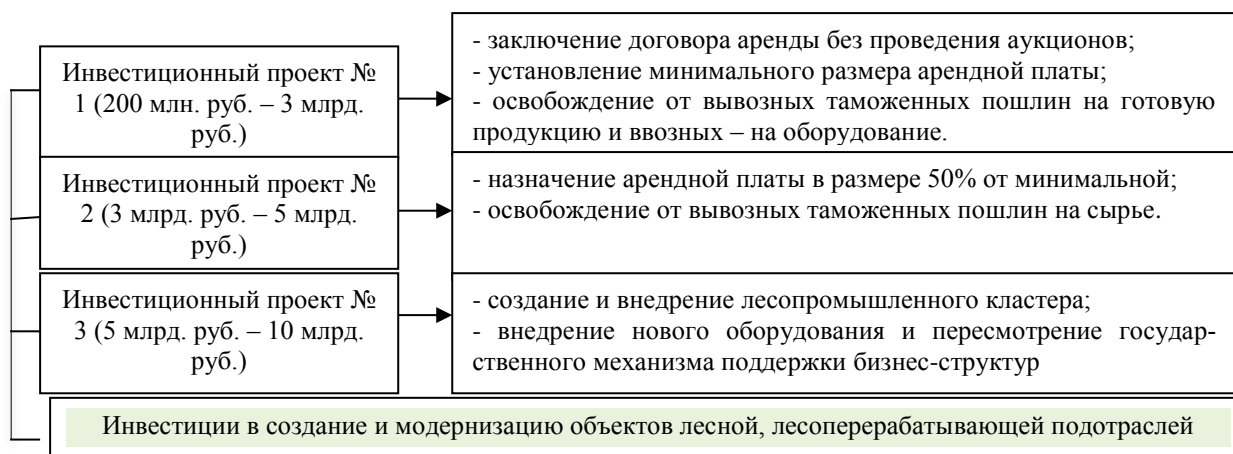 Инвестиционный проект №
1 (200 млн. руб. – 3 млрд.
руб.)
- заключение договора аренды без проведения аукционов;
- установление минимального размера арендной платы;
- освобождение от вывозных таможенных пошлин на готовую
продукцию и ввозных – на оборудование.
Инвестиционный проект №
2 (3 млрд. руб. – 5 млрд.
руб.)
- назначение арендной платы в размере 50% от минимальной;
- освобождение от вывозных таможенных пошлин на сырье.
Инвестиционный проект №
3 (5 млрд. руб. – 10 млрд.
руб.)
- создание и внедрение лесопромышленного кластера;
- внедрение нового оборудования и пересмотрение государ-
ственного механизма поддержки бизнес-структур
Инвестиции в создание и модернизацию объектов лесной, лесоперерабатывающей подотраслей